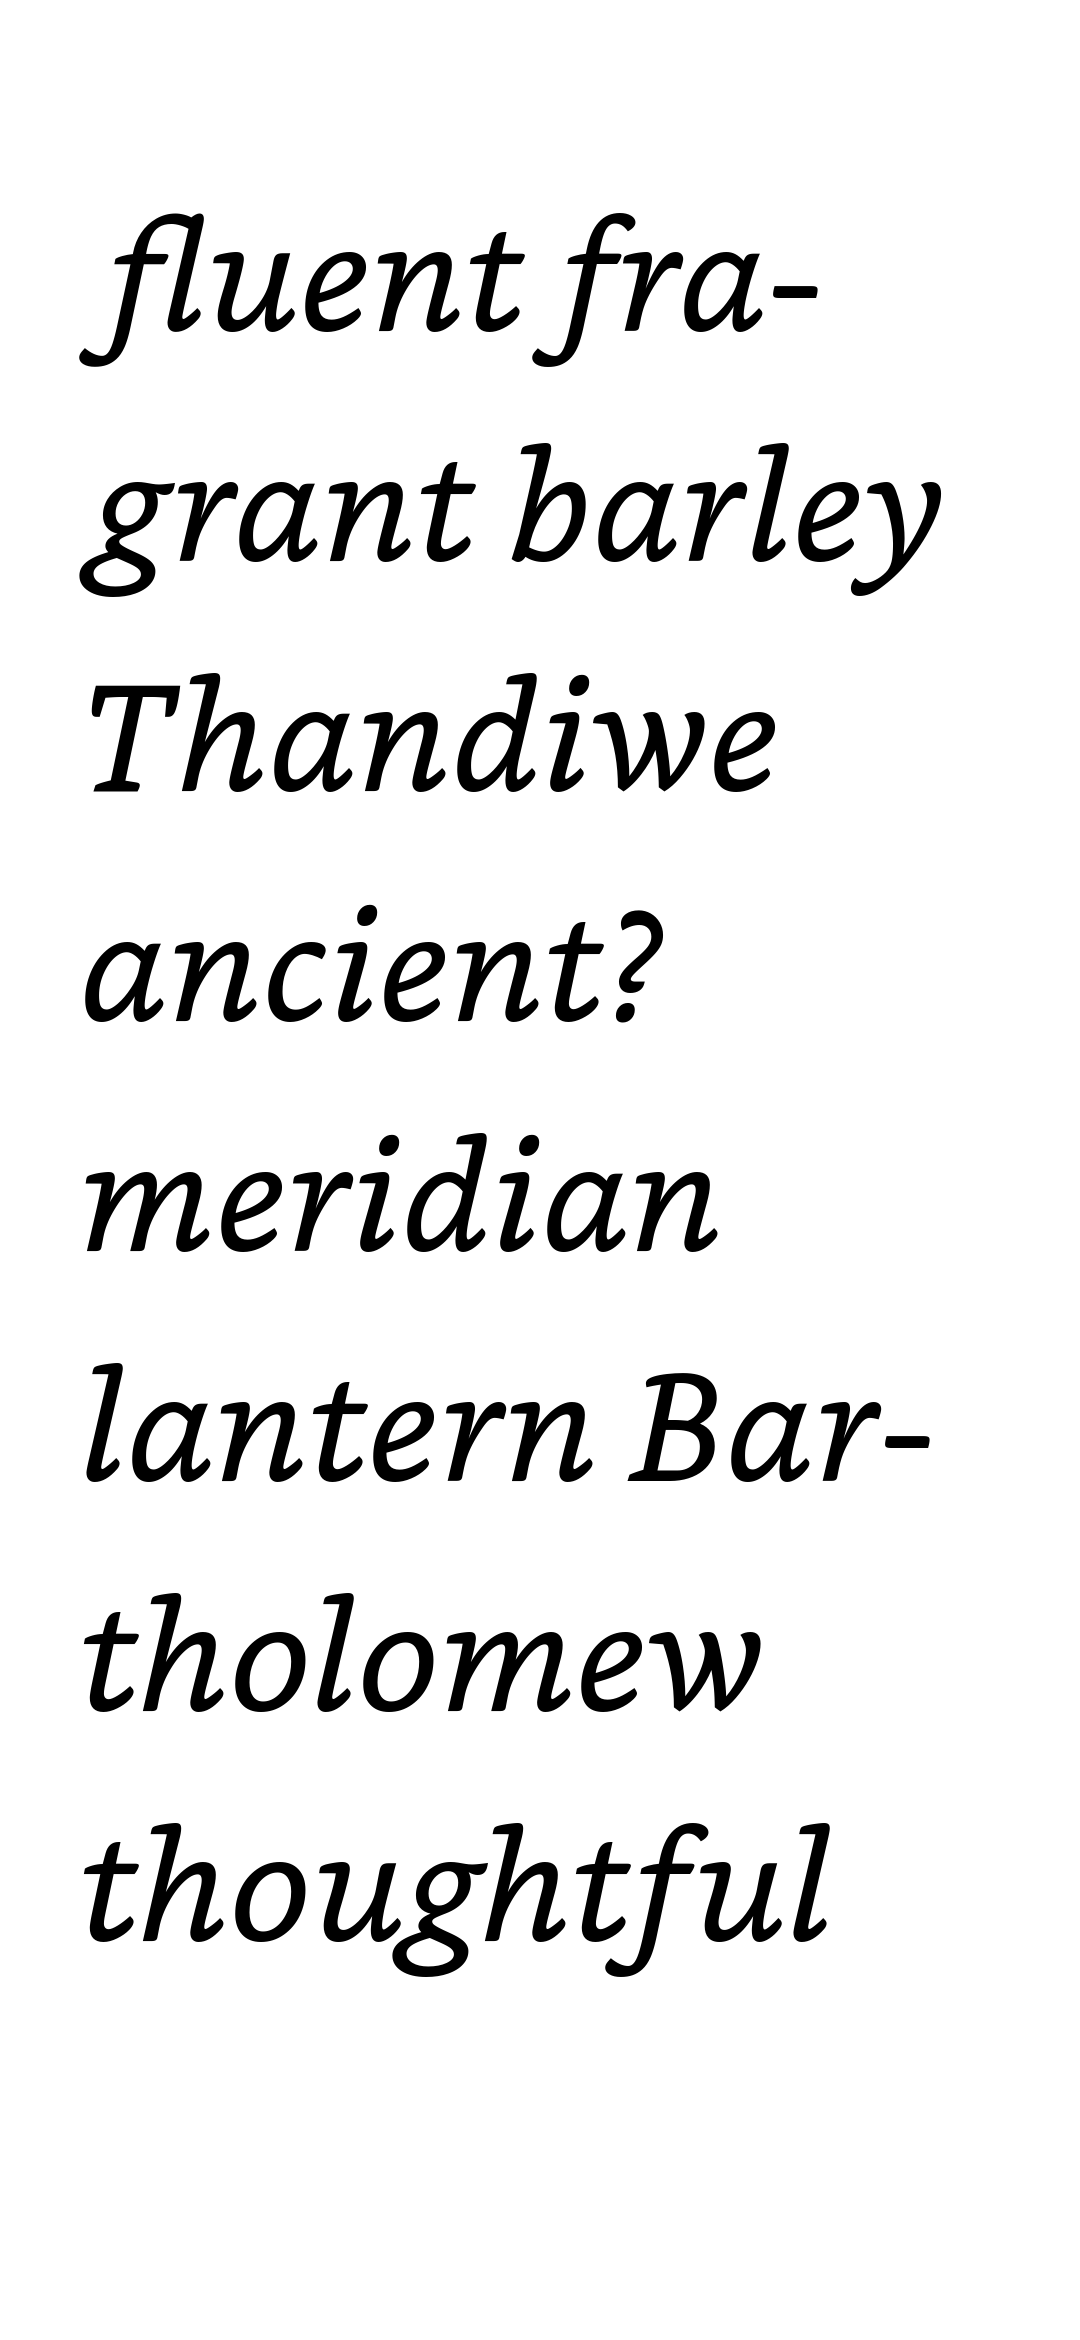 fluent fra-
grant barley
Thandiwe
ancient?
meridian
lantern Bar-
tholomew
thoughtful